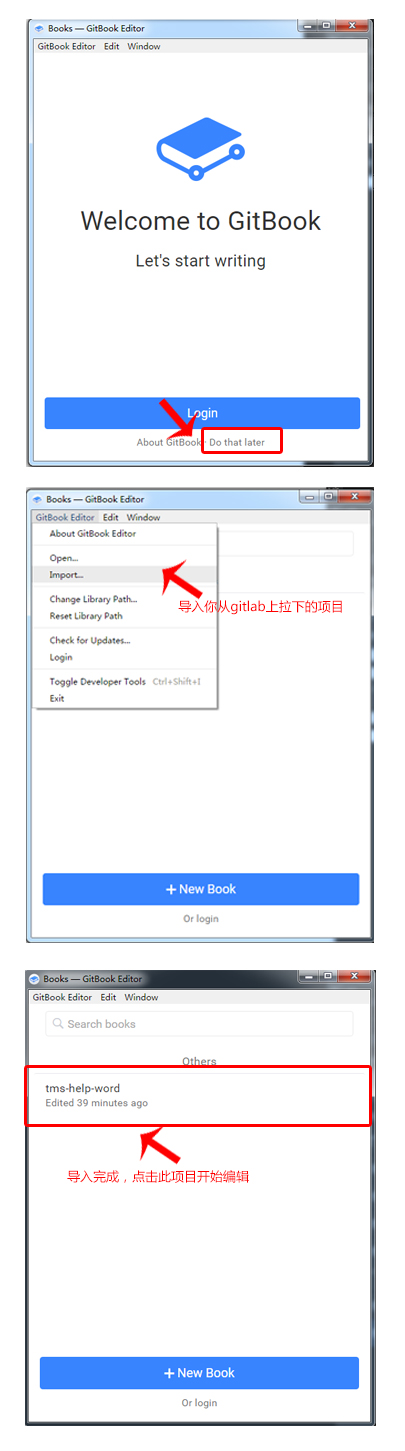 Books — GitBook Editor
GitBook Editor Edit Window
Welcome to GitBook
Let's start writing
Login
About GitBook · Do that later
Books — GitBook Editor
GitBook Editor Edit Window
About GitBook Editor
Open...
Import...
导入你从gitlab上拉下的项目
Change Library Path...
Reset Library Path
Check for Updates...
Login
Toggle Developer Tools Ctrl+Shift+I
Exit
+ New Book
Or login
Books — GitBook Editor
GitBook Editor Edit Window
Search books
Others
tms-help-word
Edited 39 minutes ago
导入完成，点击此项目开始编辑
+ New Book
Or login